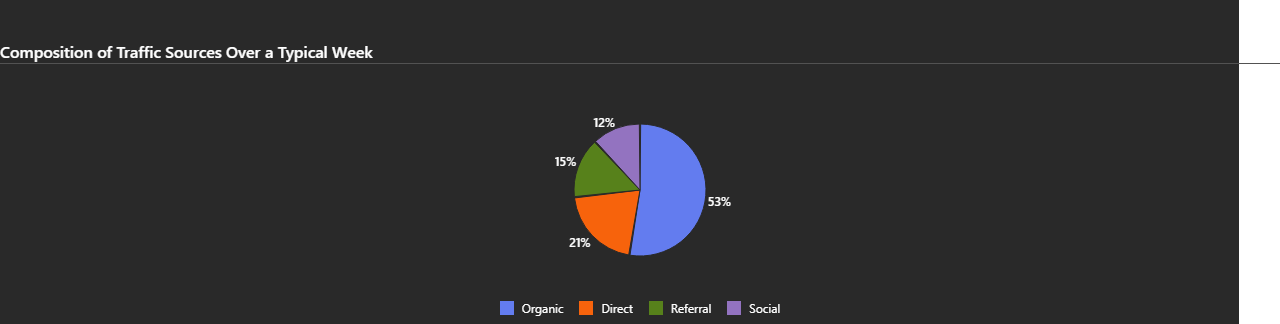 Composition of Traffic Sources Over a Typical Week
12%
15%
53%
21%
Organic Direct Referral Social